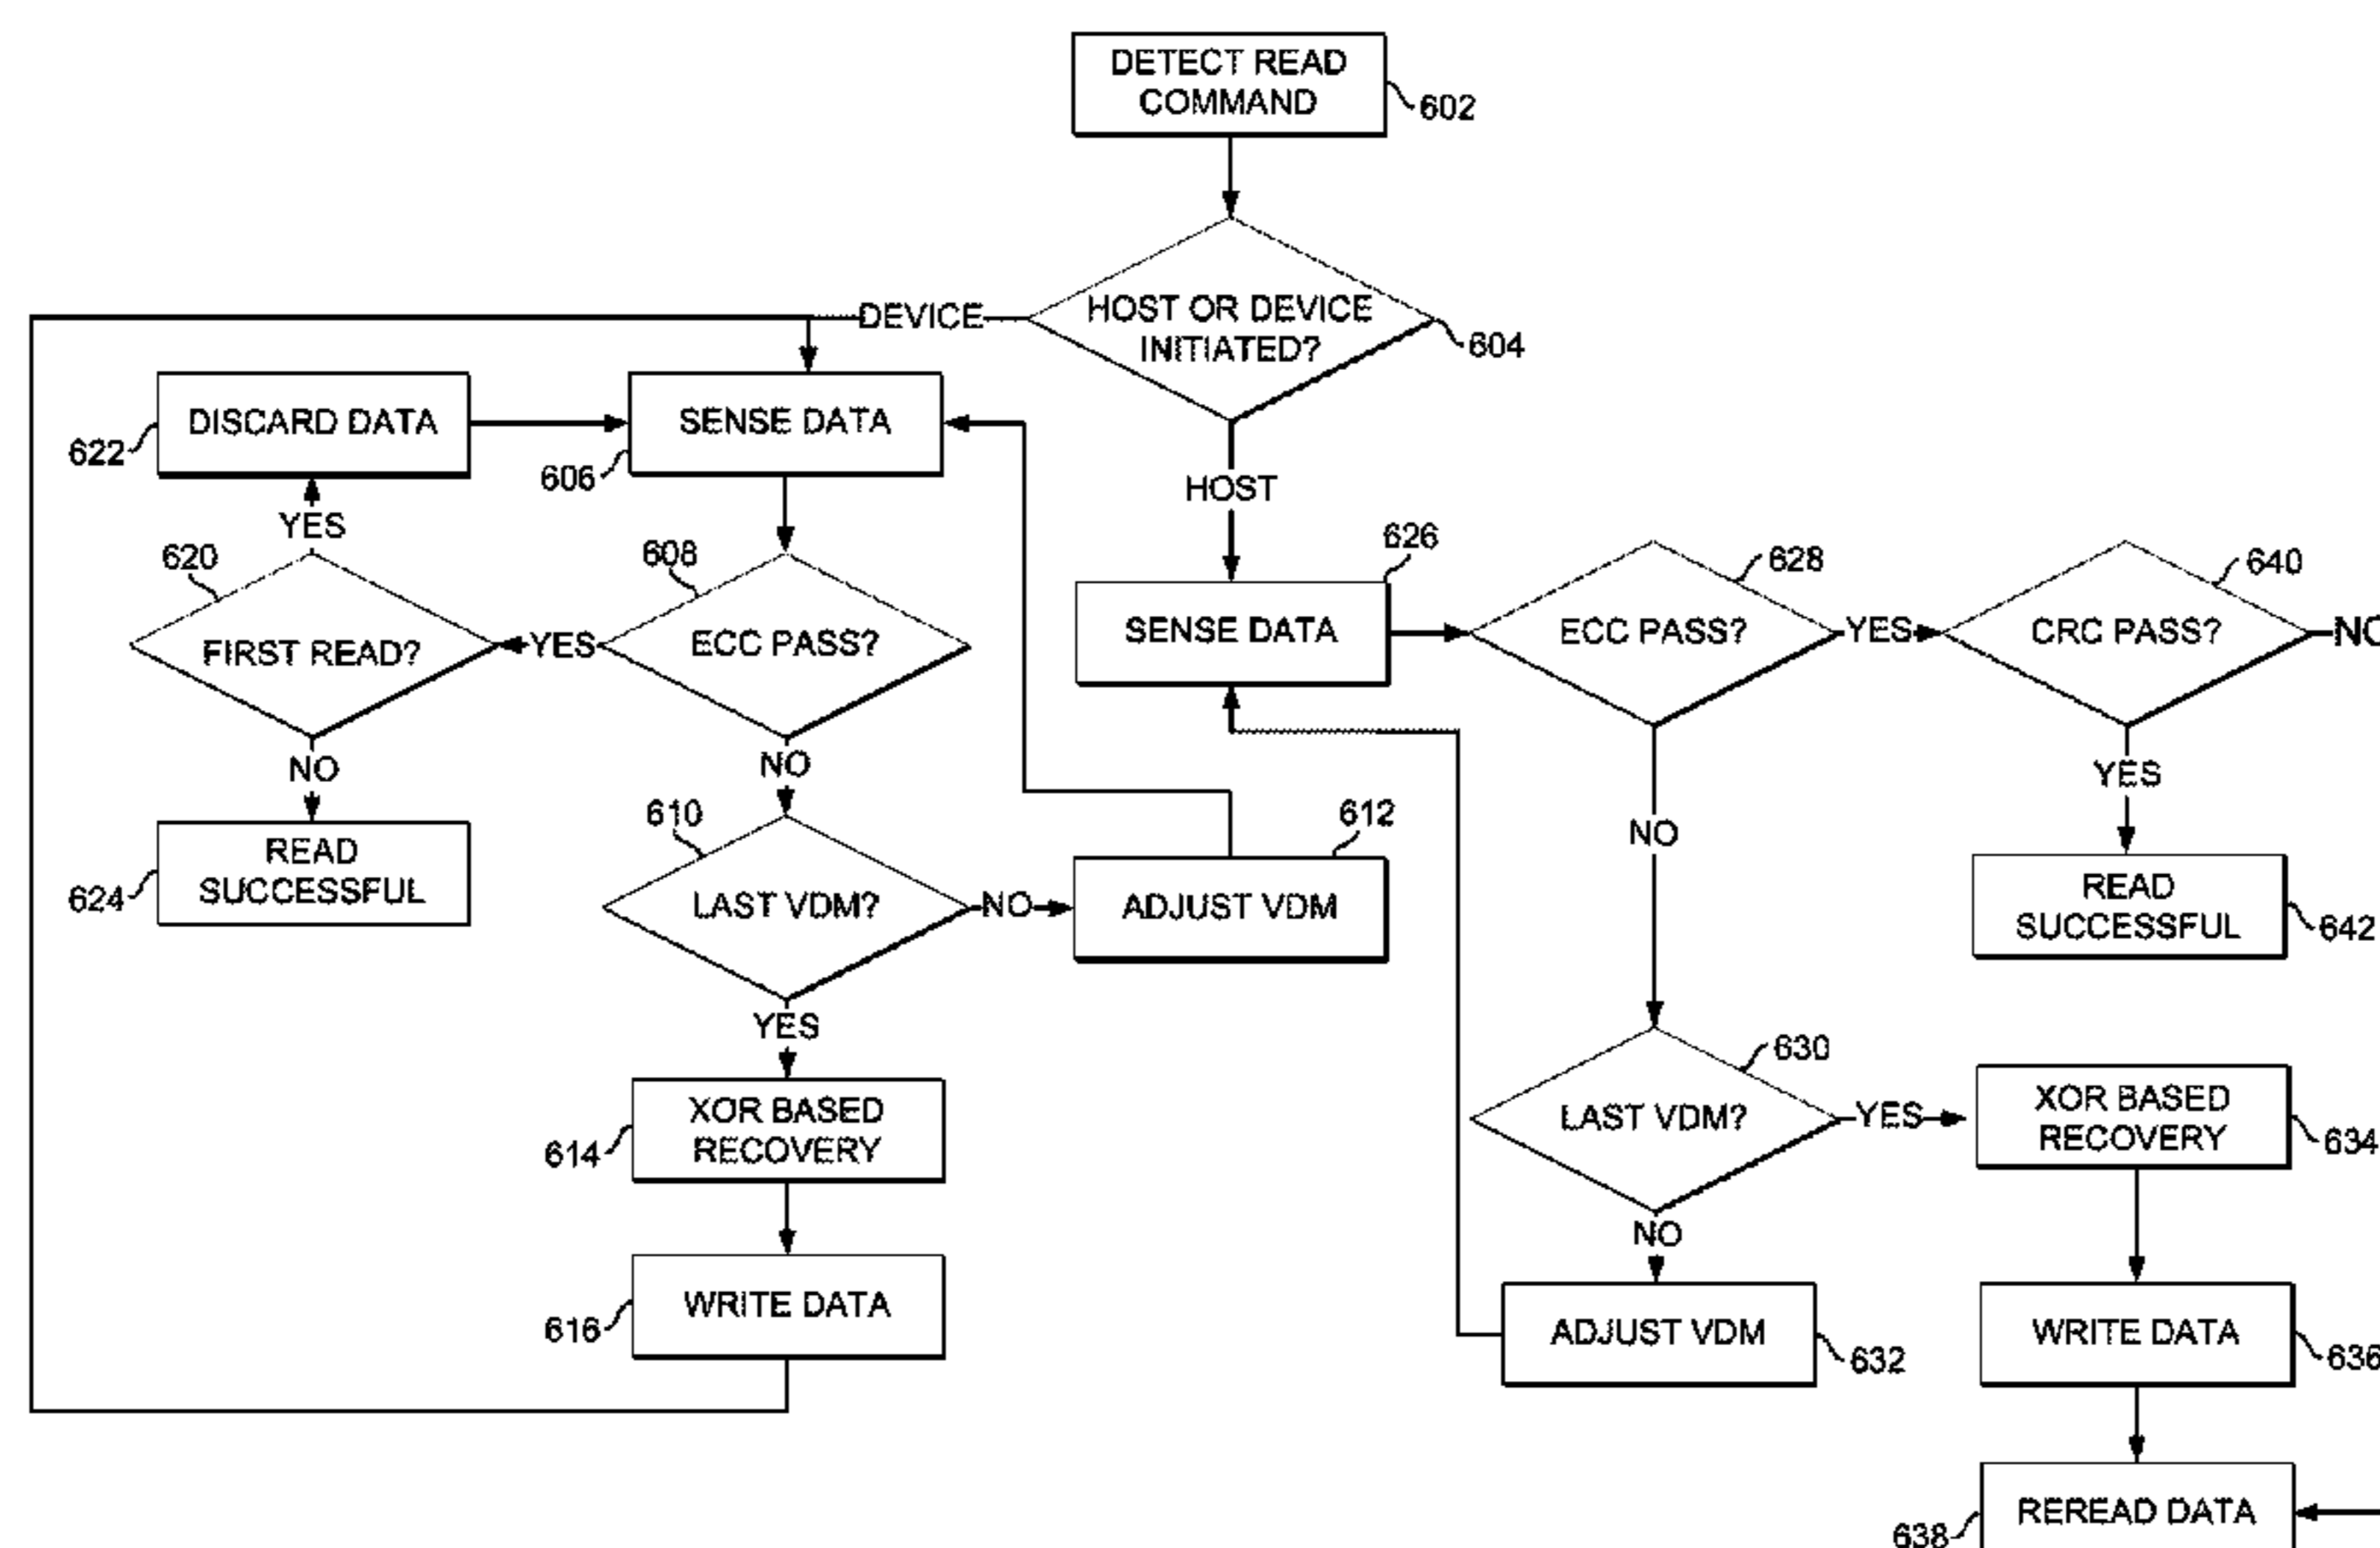 DETECT READ
COMMAND
602
HOST OR DEVICE
INITIATED?
604
DEVICE
HOST
DISCARD DATA
622
SENSE DATA
606
YES
620
FIRST READ?
YES
608
ECC PASS?
NO
READ
SUCCESSFUL
624
NO
610
LAST VDM?
NO
612
ADJUST VDM
YES
XOR BASED
RECOVERY
614
WRITE DATA
616
626
SENSE DATA
628
ECC PASS?
YES
640
CRC PASS?
NO
YES
READ
SUCCESSFUL
642
NO
630
LAST VDM?
YES
XOR BASED
RECOVERY
634
NO
ADJUST VDM
632
WRITE DATA
636
REREAD DATA
638